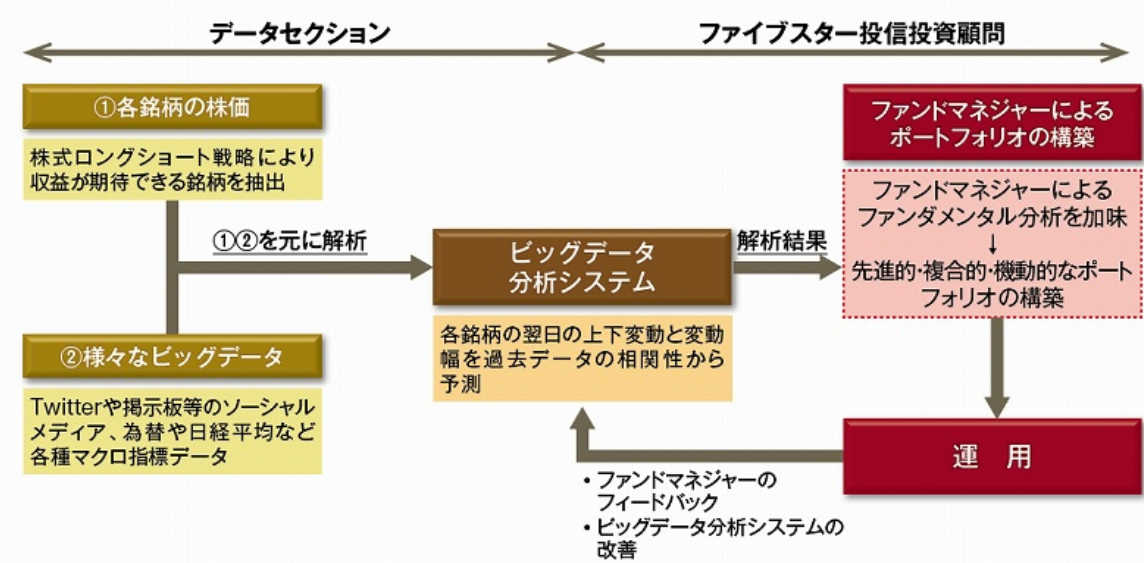 データセクション
ファイブスター投信投資顧問
①各銘柄の株価
株式ロングショート戦略により
収益が期待できる銘柄を抽出
①②を元に解析
②様々なビッグデータ
Twitterや掲示板等のソーシャル
メディア、為替や日経平均など
各種マクロ指標データ
ビッグデータ
分析システム
各銘柄の翌日の上下変動と変動
幅を過去データの相関性から
予測
解析結果
ファンドマネジャーによる
ポートフォリオの構築
ファンドマネジャーによる
ファンダメンタル分析を加味
↓
先進的・複合的・機動的なポート
フォリオの構築
運 用
・ファンドマネジャーの
フィードバック
・ビッグデータ分析システムの
改善